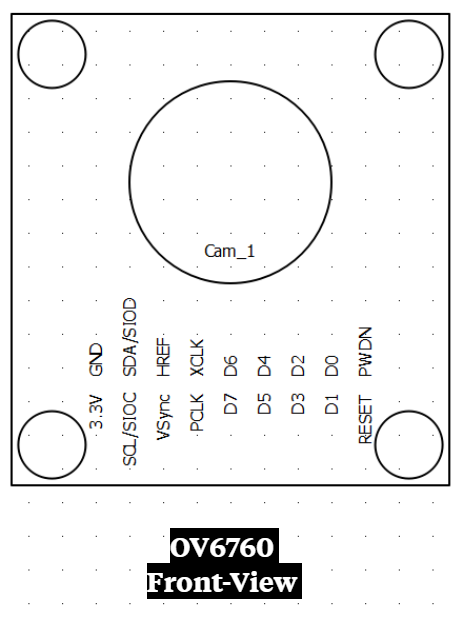 Cam_1
GND SDA/SIOD HREF XCLK D6 D4 D2 D0 PWDN
3.3V SCL/SIOC VSync PCLK D7 D5 D3 D1 RESET
OV6760
Front-View